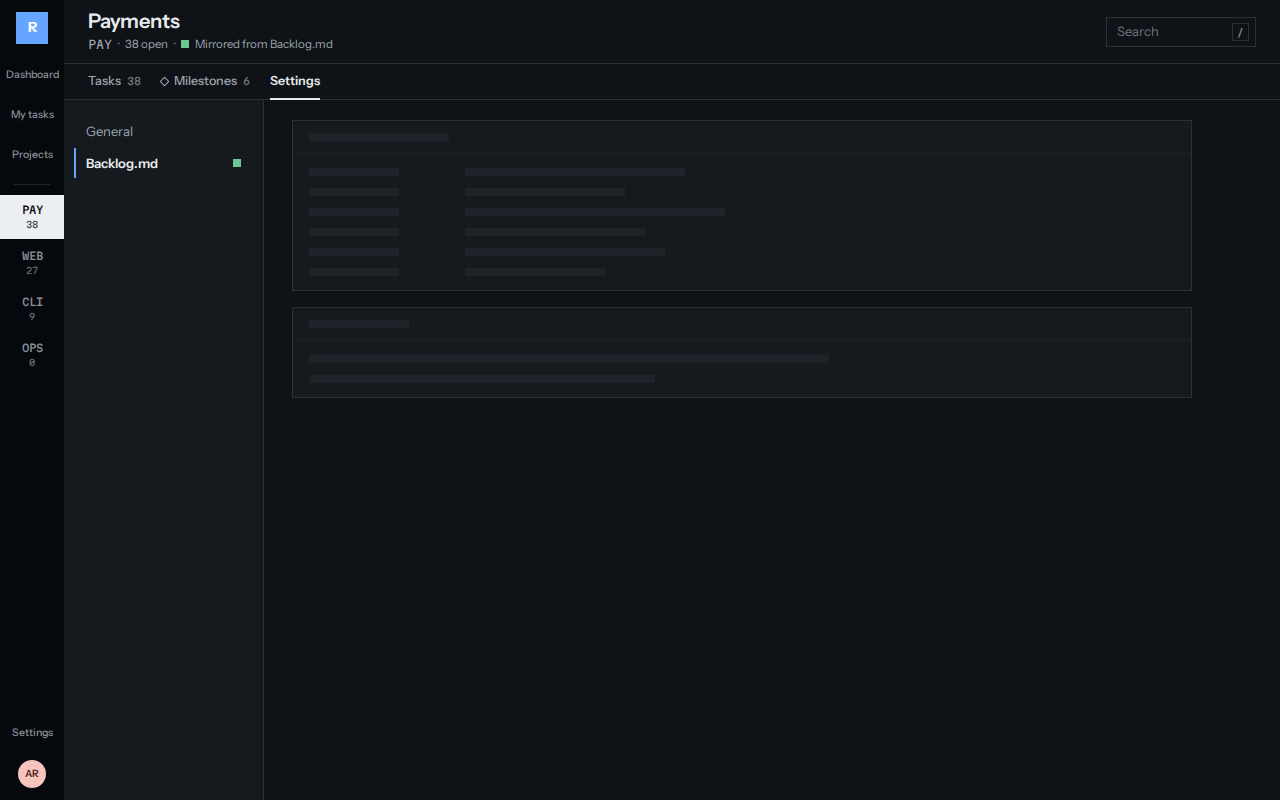 R
Dashboard
My tasks
Projects
PAY
38
WEB
27
CLI
9
OPS
0
Settings
AR
Payments
PAY · 38 open · Mirrored from Backlog.md
Search /
Tasks 38 ◇ Milestones 6 Settings
General
Backlog.md